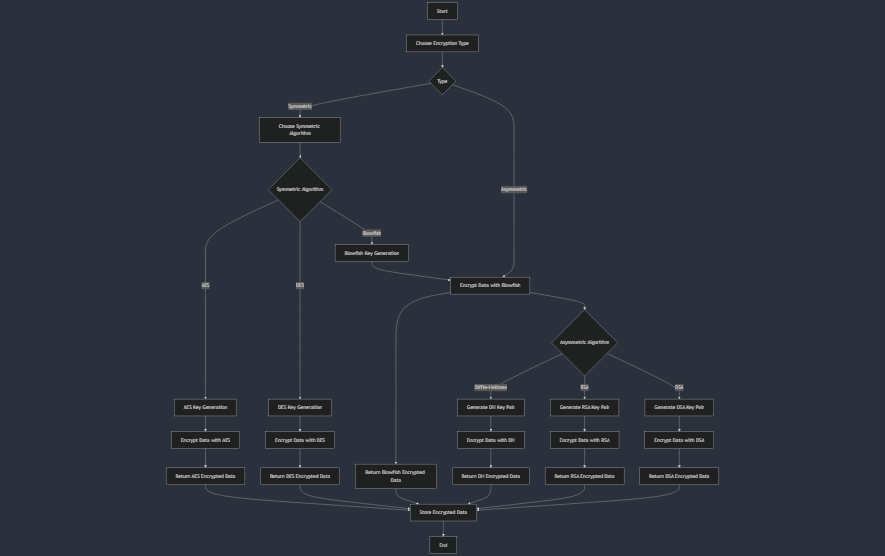 Start
Choose Encryption Type
Type
Symmetric
Choose Symmetric
Algorithm
Symmetric Algorithm
Asymmetric
Blowfish
Blowfish Key Generation
AES
DES
Encrypt Data with Blowfish
Asymmetric Algorithm
Diffie-Hellman
RSA
DSA
AES Key Generation
DES Key Generation
Generate DH Key Pair
Generate RSA Key Pair
Generate DSA Key Pair
Encrypt Data with AES
Encrypt Data with DES
Encrypt Data with DH
Encrypt Data with RSA
Encrypt Data with DSA
Return AES Encrypted Data
Return DES Encrypted Data
Return Blowfish Encrypted
Data
Return DH Encrypted Data
Return RSA Encrypted Data
Return DSA Encrypted Data
Store Encrypted Data
End